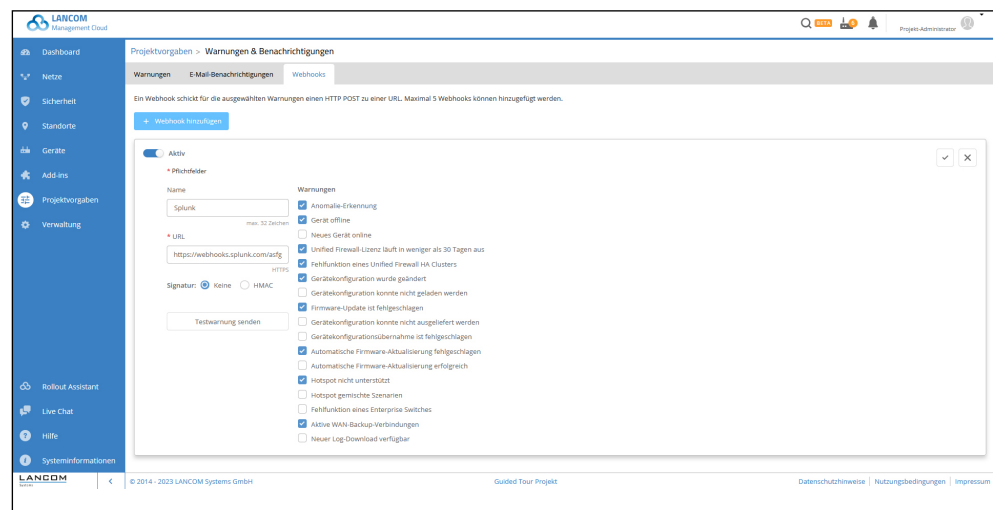 LANCOM
Management Cloud
BETA
Projekt-Administrator
Dashboard
Netze
Sicherheit
Standorte
Geräte
Add-ins
Projektvorgaben
Verwaltung
Rollout Assistant
Live Chat
Hilfe
Systeminformationen
Projektvorgaben > Warnungen & Benachrichtigungen
Warnungen E-Mail-Benachrichtigungen Webhooks
Ein Webhook schickt für die ausgewählten Warnungen einen HTTP POST zu einer URL. Maximal 5 Webhooks können hinzugefügt werden.
+ Webhook hinzufügen
Aktiv
* Pflichtfelder
Name
Splunk
max. 32 Zeichen
* URL
https://webhooks.splunk.com/asfg
HTTPS
Signatur: Keine HMAC
Testwarnung senden
Warnungen
Anomalie-Erkennung
Gerät offline
Neues Gerät online
Unified Firewall-Lizenz läuft in weniger als 30 Tagen aus
Fehlfunktion eines Unified Firewall HA Clusters
Gerätekonfiguration wurde geändert
Gerätekonfiguration konnte nicht geladen werden
Firmware-Update ist fehlgeschlagen
Gerätekonfiguration konnte nicht ausgeliefert werden
Gerätekonfigurationsübernahme ist fehlgeschlagen
Automatische Firmware-Aktualisierung fehlgeschlagen
Automatische Firmware-Aktualisierung erfolgreich
Hotspot nicht unterstützt
Hotspot gemischte Szenarien
Fehlfunktion eines Enterprise Switches
Aktive WAN-Backup-Verbindungen
Neuer Log-Download verfügbar
LANCOM
© 2014 - 2023 LANCOM Systems GmbH
Guided Tour Projekt
Datenschutzhinweise | Nutzungsbedingungen | Impressum